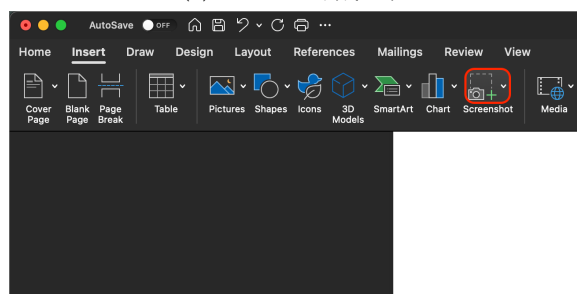 AutoSave OFF
Home Insert Draw Design Layout References Mailings Review View
Cover Page
Blank Page
Page Break
Table
Pictures
Shapes
Icons
3D Models
SmartArt
Chart
Screenshot
Media